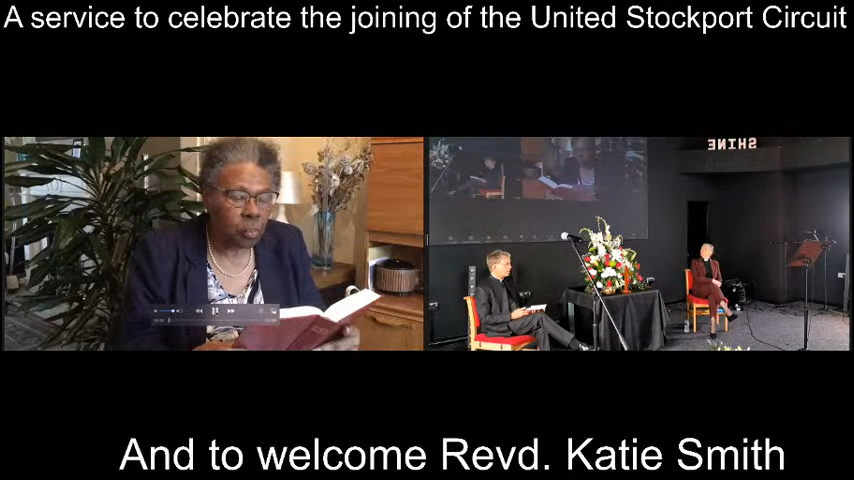 A service to celebrate the joining of the United Stockport Circuit
SHINE
And to welcome Revd. Katie Smith